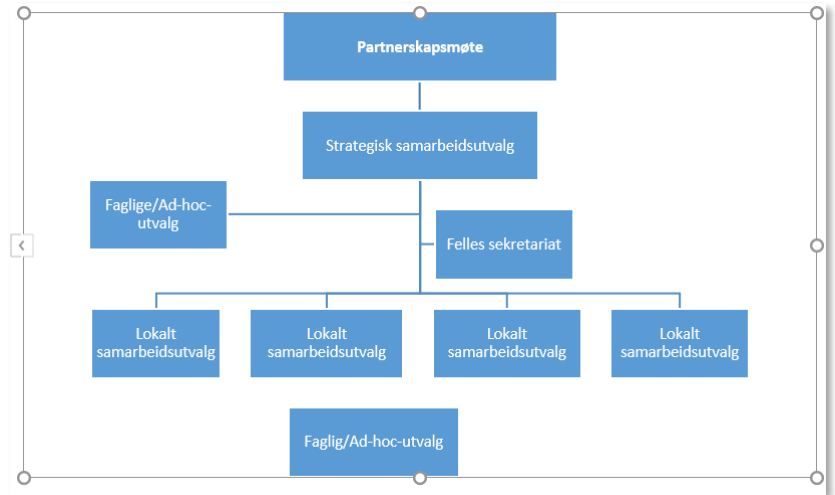 Partnerskapsmøte
Strategisk samarbeidsutvalg
Faglige/Ad-hoc-
utvalg
Felles sekretariat
Lokalt
samarbeidsutvalg
Lokalt
samarbeidsutvalg
Lokalt
samarbeidsutvalg
Lokalt
samarbeidsutvalg
Faglig/Ad-hoc-utvalg